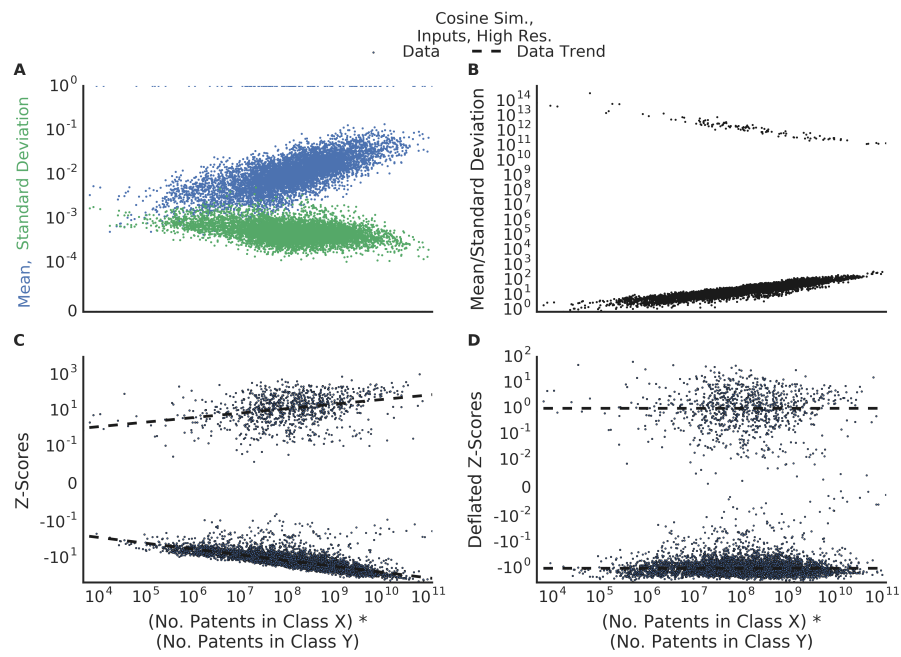 Cosine Sim.,
Inputs, High Res.
Data
Data Trend
A
B
Mean, Standard Deviation
10^0
10^-1
10^-2
10^-3
10^-4
0
Mean/Standard Deviation
10^14
10^13
10^12
10^11
10^10
10^9
10^8
10^7
10^6
10^5
10^4
10^3
10^2
10^1
10^0
C
D
Z-Scores
10^3
10^1
10^-1
0
-10^-1
-10^1
10^4 10^5 10^6 10^7 10^8 10^9 10^10 10^11
(No. Patents in Class X) *
(No. Patents in Class Y)
Deflated Z-Scores
10^2
10^1
10^0
10^-1
10^-2
0
-10^-2
-10^-1
-10^0
10^4 10^5 10^6 10^7 10^8 10^9 10^10 10^11
(No. Patents in Class X) *
(No. Patents in Class Y)